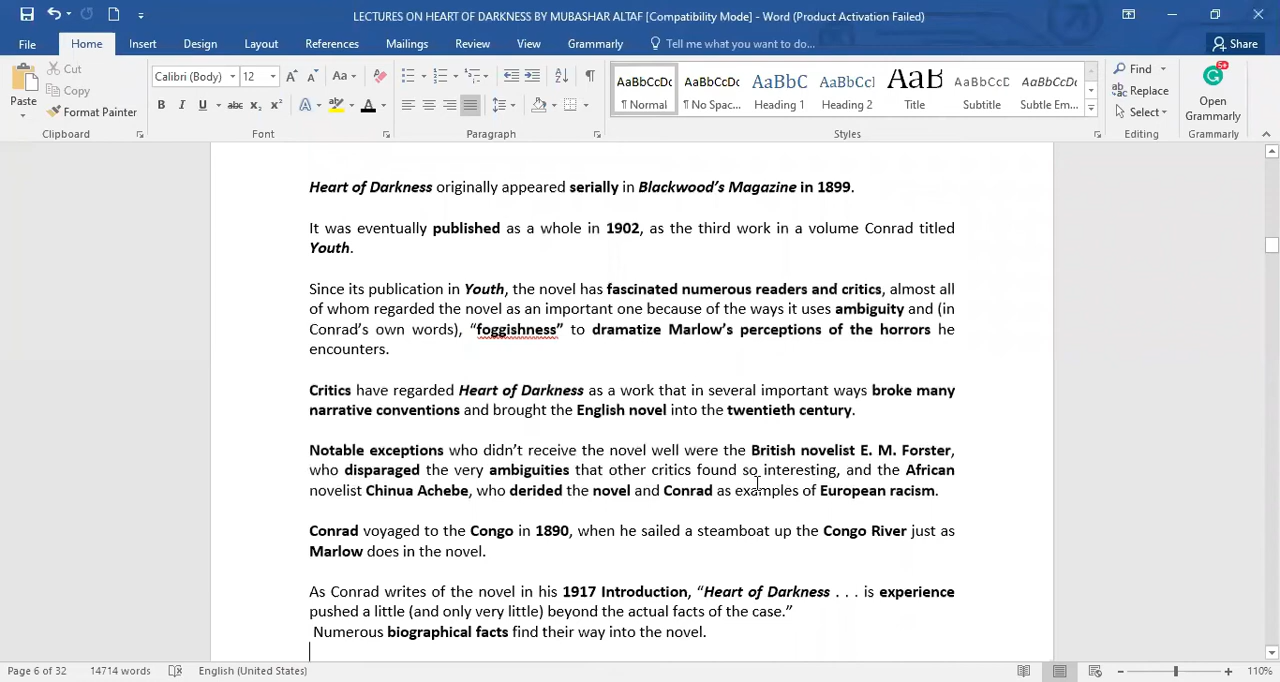 LECTURES ON HEART OF DARKNESS BY MUBASHAR ALTAF [Compatibility Mode] - Word (Product Activation Failed)
File Home Insert Design Layout References Mailings Review View Grammarly Tell me what you want to do... Share
Paste
Cut
Copy
Format Painter
Calibri (Body) 12
Aa
B I U abc x₂ x² A A
AaBbCcDc AaBbCcDc AaBbC AaBbCcI AaB AaBbCcD AaBbCcDc
¶ Normal ¶ No Spac... Heading 1 Heading 2 Title Subtitle Subtle Em...
Find
Replace
Select
Open
Grammarly
Clipboard Font Paragraph Styles Editing Grammarly
Heart of Darkness originally appeared serially in Blackwood's Magazine in 1899.
It was eventually published as a whole in 1902, as the third work in a volume Conrad titled
Youth.
Since its publication in Youth, the novel has fascinated numerous readers and critics, almost all
of whom regarded the novel as an important one because of the ways it uses ambiguity and (in
Conrad's own words), "foggishness" to dramatize Marlow's perceptions of the horrors he
encounters.
Critics have regarded Heart of Darkness as a work that in several important ways broke many
narrative conventions and brought the English novel into the twentieth century.
Notable exceptions who didn't receive the novel well were the British novelist E. M. Forster,
who disparaged the very ambiguities that other critics found so interesting, and the African
novelist Chinua Achebe, who derided the novel and Conrad as examples of European racism.
Conrad voyaged to the Congo in 1890, when he sailed a steamboat up the Congo River just as
Marlow does in the novel.
As Conrad writes of the novel in his 1917 Introduction, "Heart of Darkness . . . is experience
pushed a little (and only very little) beyond the actual facts of the case."
Numerous biographical facts find their way into the novel.
Page 6 of 32 14714 words English (United States) 110%